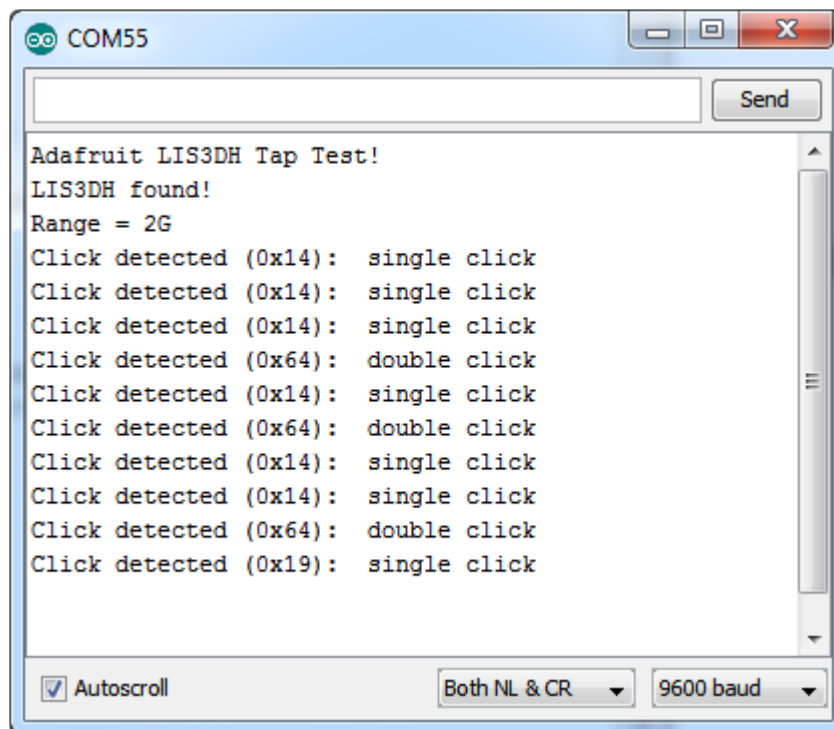 COM55
Send
Adafruit LIS3DH Tap Test!
LIS3DH found!
Range = 2G
Click detected (0x14):  single click
Click detected (0x14):  single click
Click detected (0x14):  single click
Click detected (0x64):  double click
Click detected (0x14):  single click
Click detected (0x64):  double click
Click detected (0x14):  single click
Click detected (0x14):  single click
Click detected (0x64):  double click
Click detected (0x19):  single click
Autoscroll Both NL & CR 9600 baud